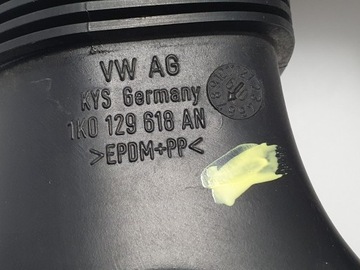 VW AG
KYS Germany
1K0 129 618 AN
>EPDM+PP<